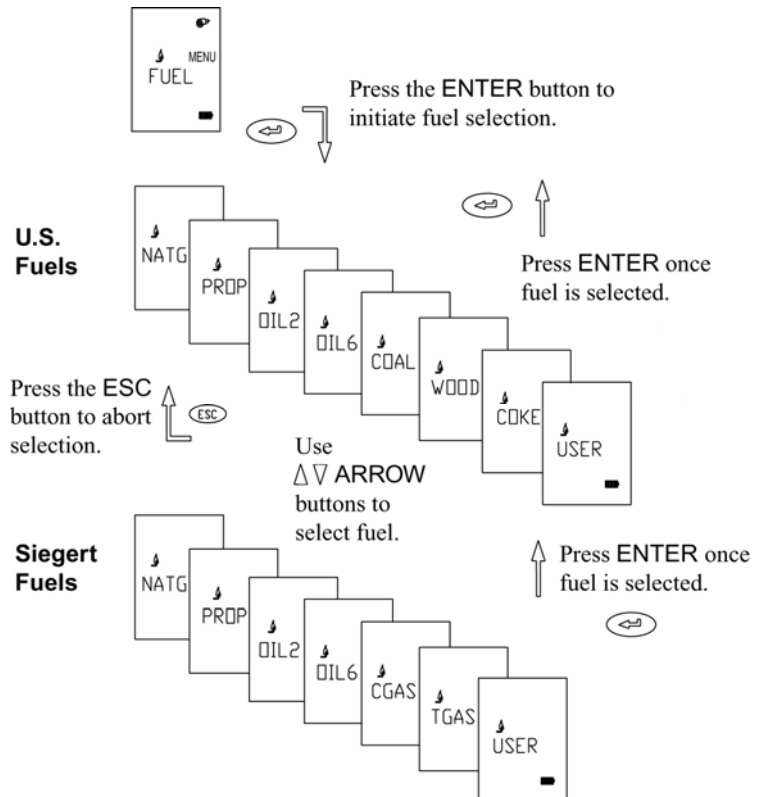 MENU
FUEL
Press the ENTER button to
initiate fuel selection.
U.S.
Fuels
NATG
PROP
OIL2
OIL6
COAL
WOOD
COKE
USER
Press ENTER once
fuel is selected.
Press the ESC
button to abort
selection.
ESC
Use
△▽ ARROW
buttons to
select fuel.
Siegert
Fuels
NATG
PROP
OIL2
OIL6
CGAS
TGAS
USER
Press ENTER once
fuel is selected.